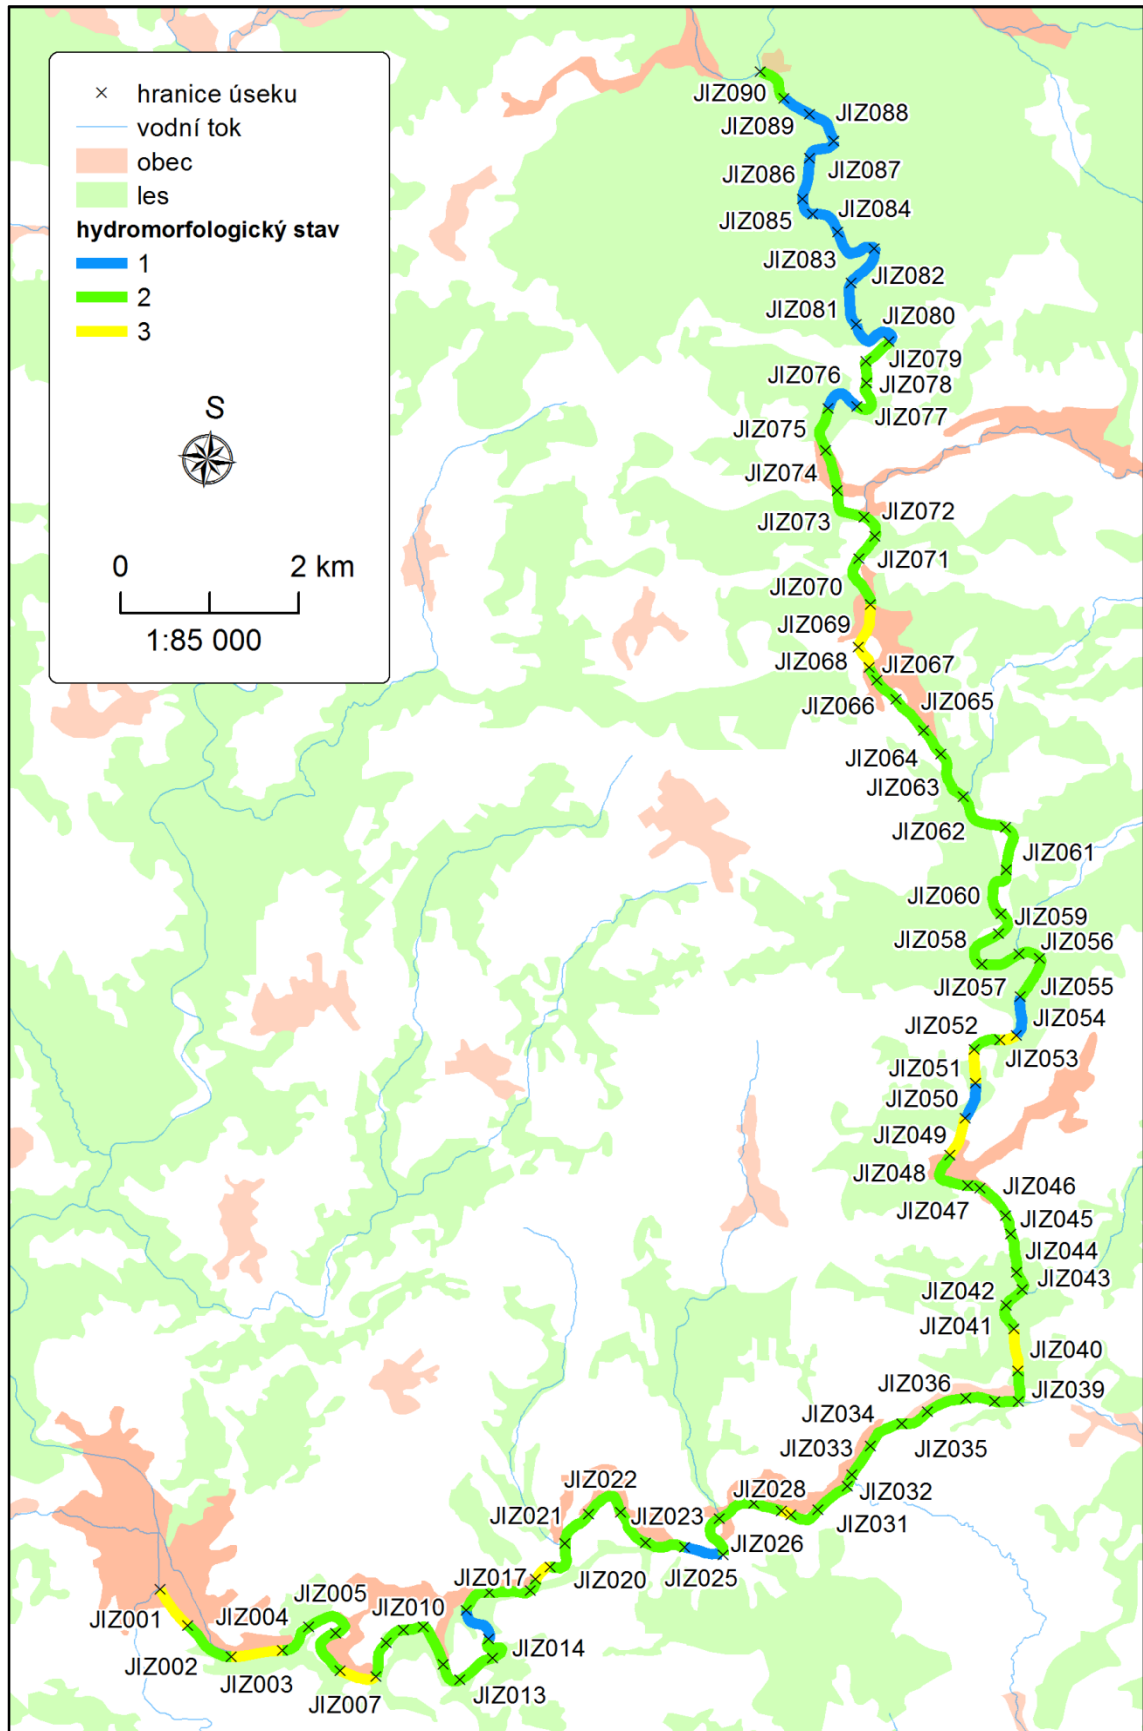 hranice úseku
vodní tok
obec
les
hydromorfologický stav
1
2
3
S
0 2 km
1:85 000
JIZ090
JIZ088
JIZ089
JIZ087
JIZ086
JIZ084
JIZ085
JIZ083
JIZ082
JIZ081
JIZ080
JIZ079
JIZ076
JIZ078
JIZ077
JIZ075
JIZ074
JIZ072
JIZ073
JIZ071
JIZ070
JIZ069
JIZ068
JIZ067
JIZ066
JIZ065
JIZ064
JIZ063
JIZ062
JIZ061
JIZ060
JIZ059
JIZ058
JIZ056
JIZ057
JIZ055
JIZ054
JIZ052
JIZ053
JIZ051
JIZ050
JIZ049
JIZ048
JIZ046
JIZ047
JIZ045
JIZ044
JIZ043
JIZ042
JIZ041
JIZ040
JIZ036
JIZ039
JIZ034
JIZ035
JIZ033
JIZ032
JIZ031
JIZ028
JIZ026
JIZ025
JIZ023
JIZ022
JIZ021
JIZ020
JIZ017
JIZ014
JIZ013
JIZ010
JIZ007
JIZ005
JIZ004
JIZ003
JIZ002
JIZ001